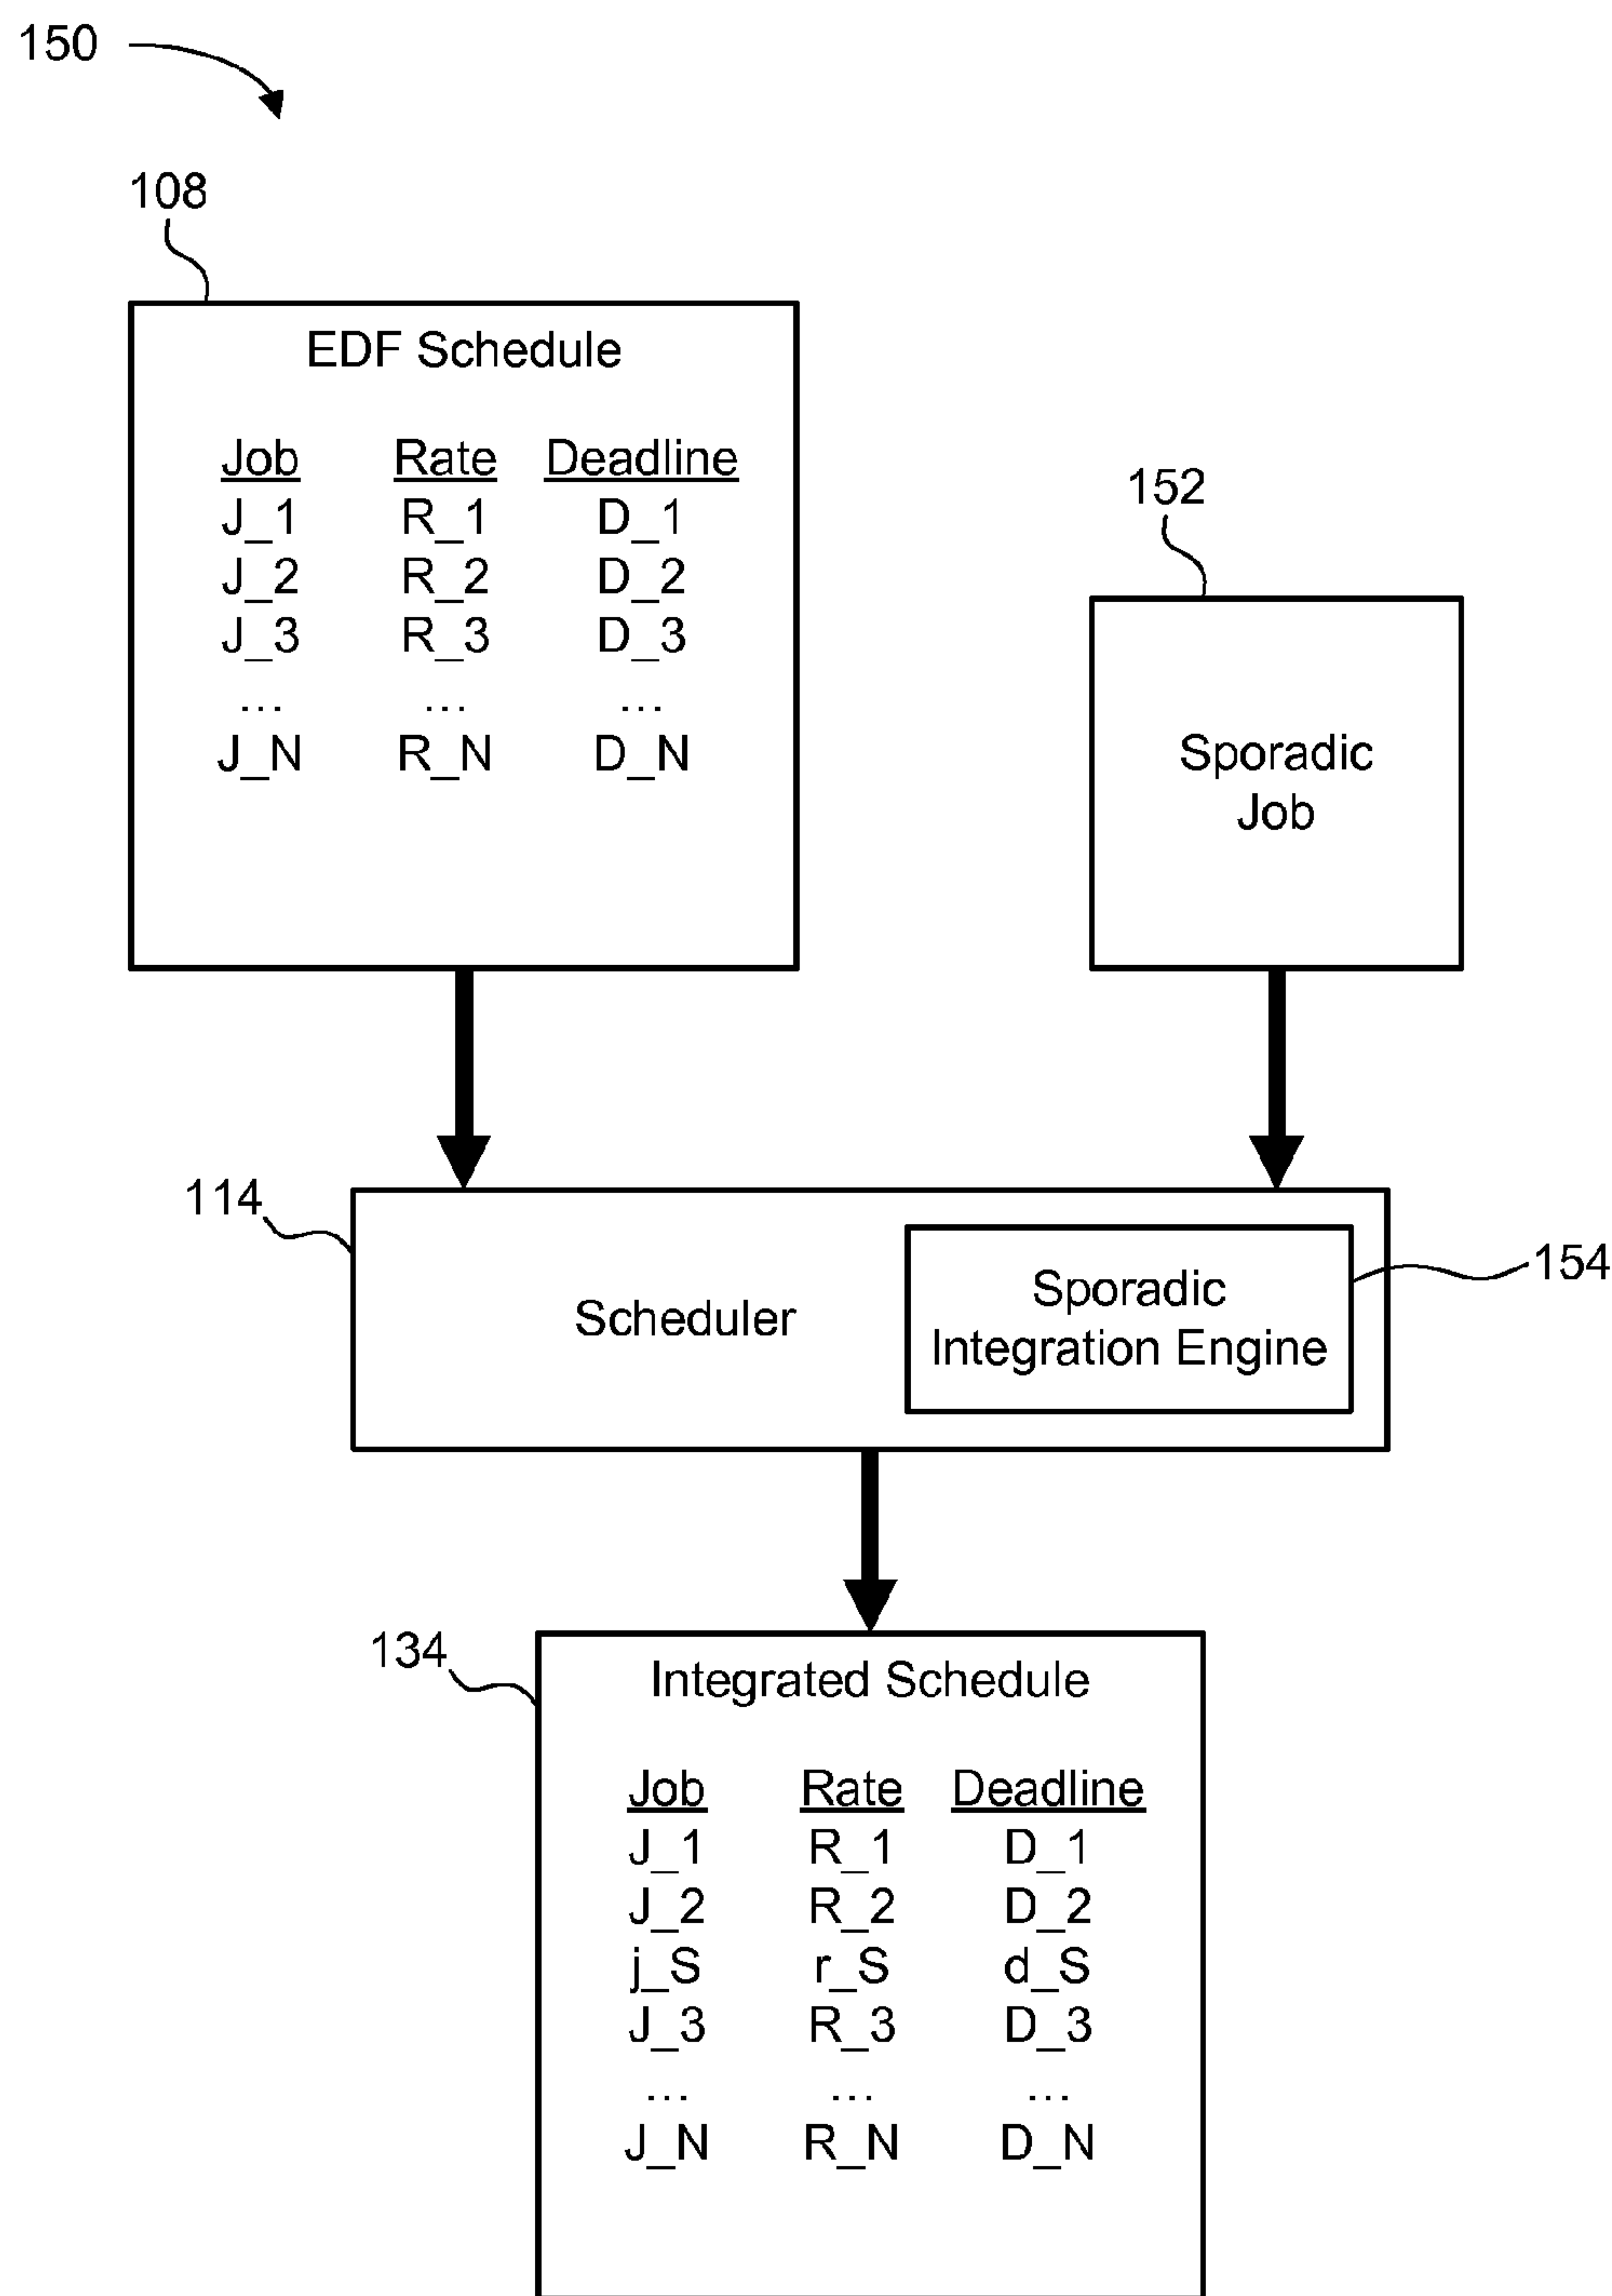 150
108
EDF Schedule
Job Rate Deadline
J_1 R_1 D_1
J_2 R_2 D_2
J_3 R_3 D_3
... ... ...
J_N R_N D_N
152
Sporadic
Job
114
Scheduler
Sporadic
Integration Engine
154
134
Integrated Schedule
Job Rate Deadline
J_1 R_1 D_1
J_2 R_2 D_2
j_S r_S d_S
J_3 R_3 D_3
... ... ...
J_N R_N D_N